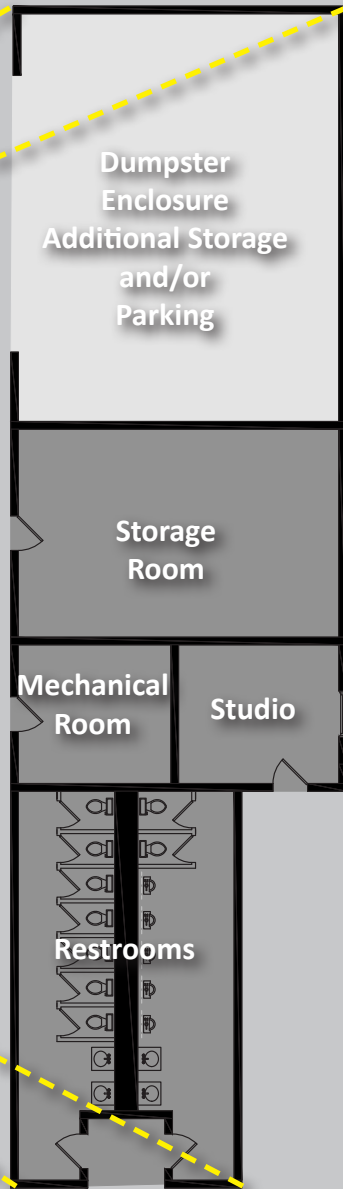 Dumpster
Enclosure
Additional Storage
and/or
Parking
Storage
Room
Mechanical
Room
Studio
Restrooms